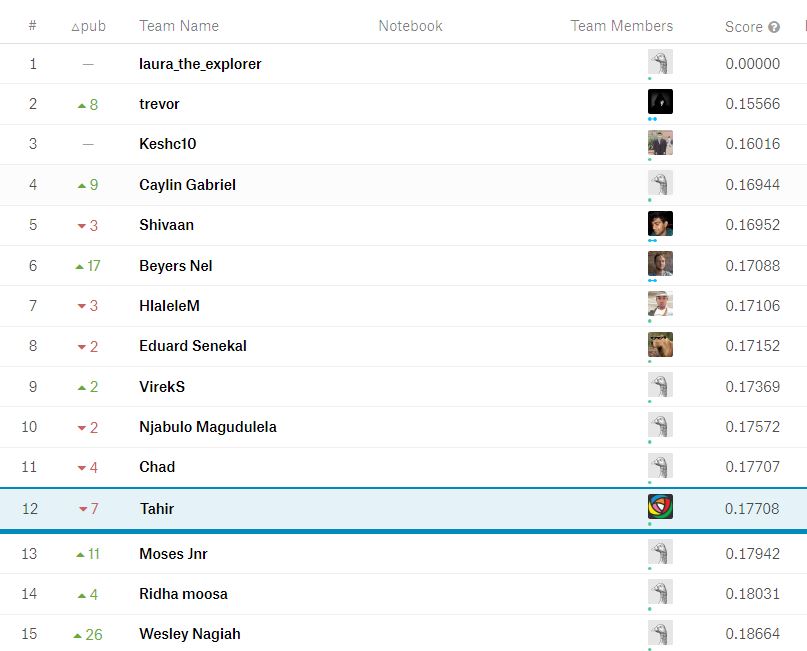 # △pub Team Name Notebook Team Members Score ?
1 — laura_the_explorer 0.00000
2 ▲ 8 trevor 0.15566
3 — Keshc10 0.16016
4 ▲ 9 Caylin Gabriel 0.16944
5 ▼ 3 Shivaan 0.16952
6 ▲ 17 Beyers Nel 0.17088
7 ▼ 3 HlaleleM 0.17106
8 ▼ 2 Eduard Senekal 0.17152
9 ▲ 2 VirekS 0.17369
10 ▼ 2 Njabulo Magudulela 0.17572
11 ▼ 4 Chad 0.17707
12 ▼ 7 Tahir 0.17708
13 ▲ 11 Moses Jnr 0.17942
14 ▲ 4 Ridha moosa 0.18031
15 ▲ 26 Wesley Nagiah 0.18664